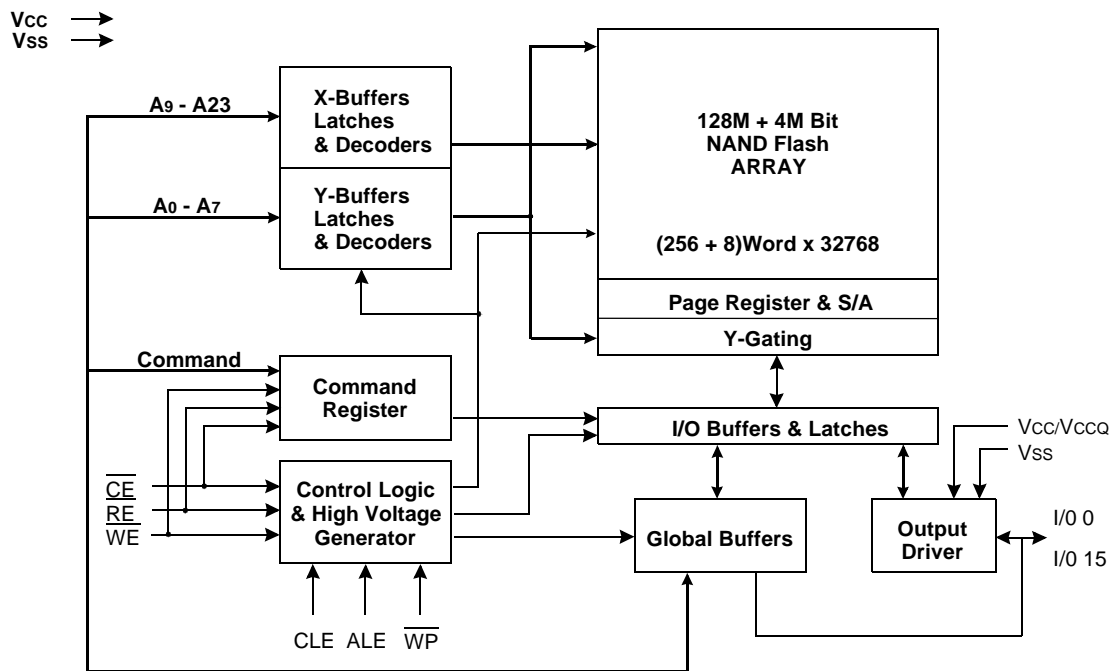 VCC
VSS
A9 - A23
X-Buffers
Latches
& Decoders
128M + 4M Bit
NAND Flash
ARRAY
A0 - A7
Y-Buffers
Latches
& Decoders
(256 + 8)Word x 32768
Page Register & S/A
Y-Gating
Command
Command
Register
I/O Buffers & Latches
VCC/VCCQ
VSS
CE
RE
WE
Control Logic
& High Voltage
Generator
Global Buffers
Output
Driver
I/0 0
I/0 15
CLE
ALE
WP